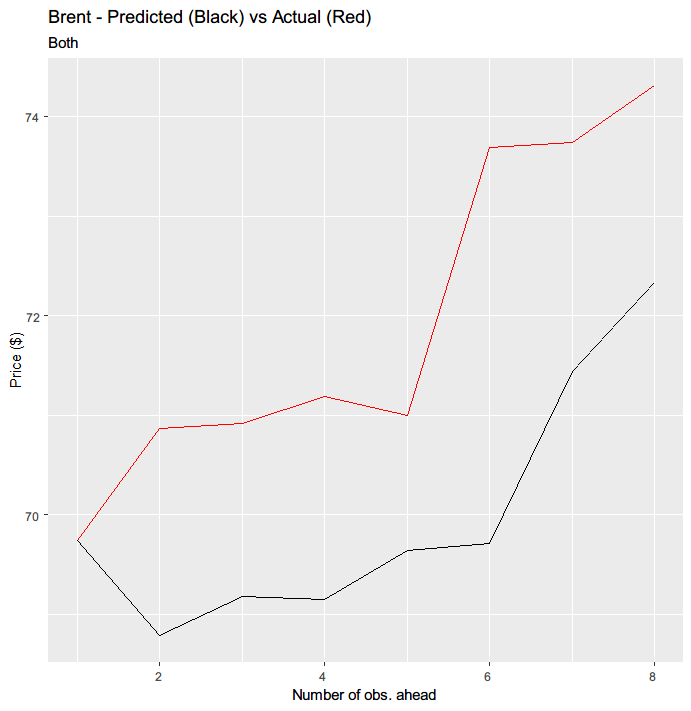 Brent - Predicted (Black) vs Actual (Red)
Both
74
72
70
Price ($)
2
4
6
8
Number of obs. ahead